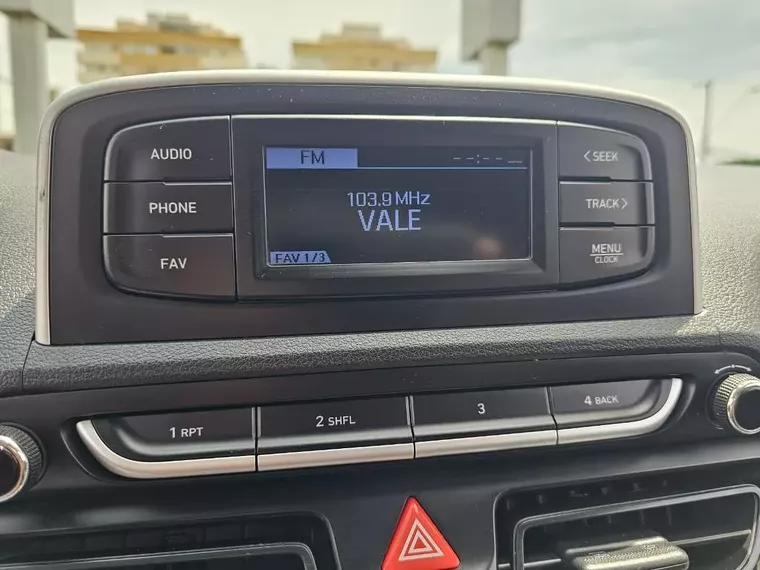 AUDIO
PHONE
FAV
FM
--:-- __
103.9 MHz
VALE
FAV 1/3
< SEEK
TRACK >
MENU
CLOCK
1 RPT
2 SHFL
3
4 BACK